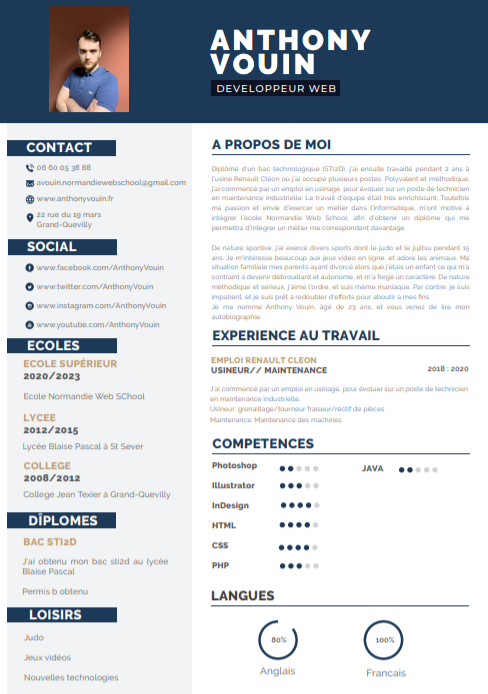 ANTHONY
VOUIN
DEVELOPPEUR WEB
CONTACT
06 60 05 38 88
avouin.normandiewebschool@gmail.com
www.anthonyvouin.fr
22 rue du 19 mars
Grand-Quevilly
SOCIAL
www.facebook.com/AnthonyVouin
www.twitter.com/AnthonyVouin
www.instagram.com/AnthonyVouin
www.youtube.com/AnthonyVouin
ECOLES
ECOLE SUPÉRIEUR
2020/2023
Ecole Normandie Web SChool
LYCEE
2012/2015
Lycée Blaise Pascal à St Sever
COLLEGE
2008/2012
College Jean Texier à Grand-Quevilly
DÎPLOMES
BAC STI2D
J'ai obtenu mon bac sti2d au lycée
Blaise Pascal
Permis b obtenu
LOISIRS
Judo
Jeux vidéos
Nouvelles technologies
A PROPOS DE MOI
Diplômé d'un bac technologique (STI2D), j'ai ensuite travaillé pendant 2 ans à
l'usine Renault Cléon où j'ai occupé plusieurs postes. Polyvalent et méthodique,
j'ai commencé par un emploi en usinage, pour évoluer sur un poste de technicien
en maintenance industrielle. Le travail d'équipe était très enrichissant. Toutefois
ma passion et envie d'exercer un métier dans l'informatique, m'ont motivé à
intégrer l'école Normandie Web School, afin d'obtenir un diplôme qui me
permettra d'intégrer un métier me correspondant davantage.
De nature sportive, j'ai exercé divers sports dont le judo et le jujitsu pendant 15
ans. Je m'intéresse beaucoup aux jeux vidéo en ligne, et adore les animaux. Ma
situation familiale mes parents ayant divorcé alors que j'étais un enfant ce qui m'a
contraint à devenir débrouillard et autonome, et m'a forgé un caractère. De nature
méthodique et sérieux, j'aime l'ordre, et suis même maniaque. Par contre, je suis
impatient, et je suis prêt à redoubler d'efforts pour aboutir à mes fins.
Je me nomme Anthony Vouin, âgé de 23 ans, et vous venez de lire mon
autobiographie.
EXPERIENCE AU TRAVAIL
EMPLOI RENAULT CLEON
USINEUR// MAINTENANCE 2018 : 2020
J'ai commencé par un emploi en usinage, pour évoluer sur un poste de technicien
en maintenance industrielle.
Usineur: grenaillage/tourneur fraiseur/rectif de pièces
Maintenance: Maintenance des machines
COMPETENCES
Photoshop
JAVA
Illustrator
InDesign
HTML
CSS
PHP
LANGUES
80% 100%
Anglais Francais